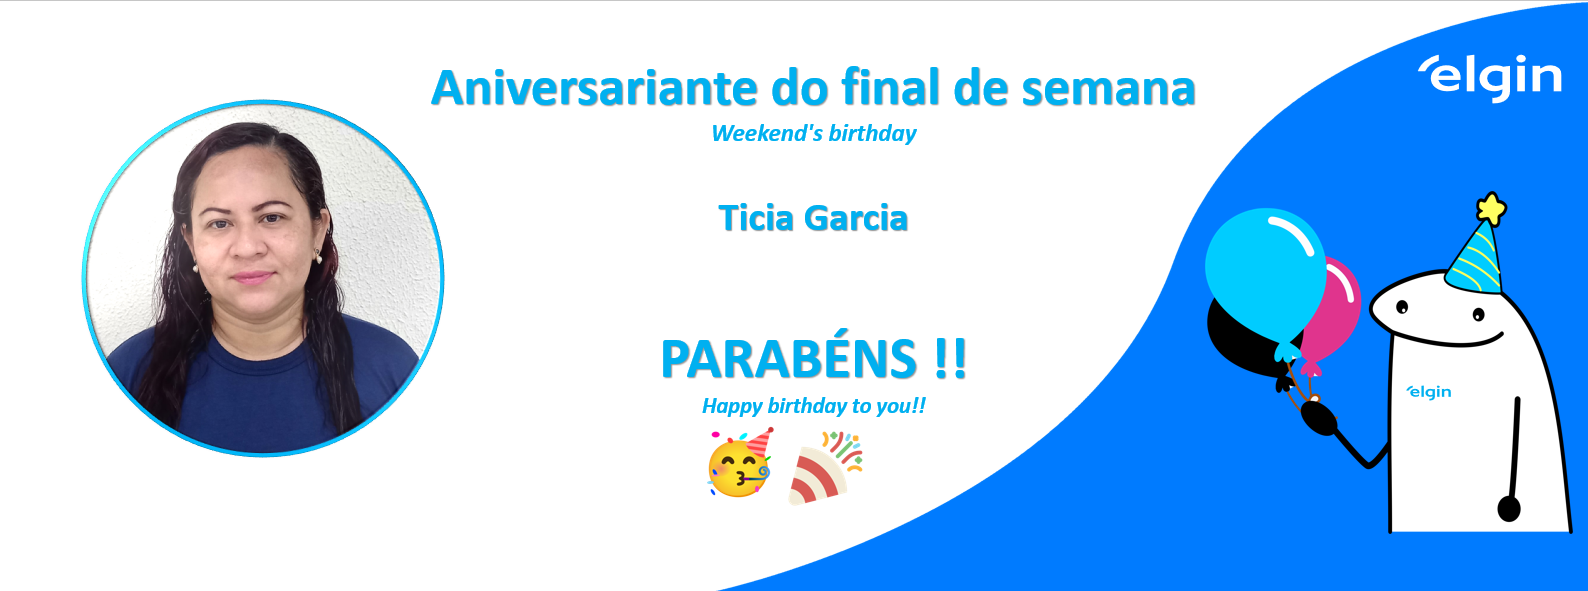 Aniversariante do final de semana
Weekend's birthday
Ticia Garcia
PARABÉNS !!
Happy birthday to you!!
elgin
elgin